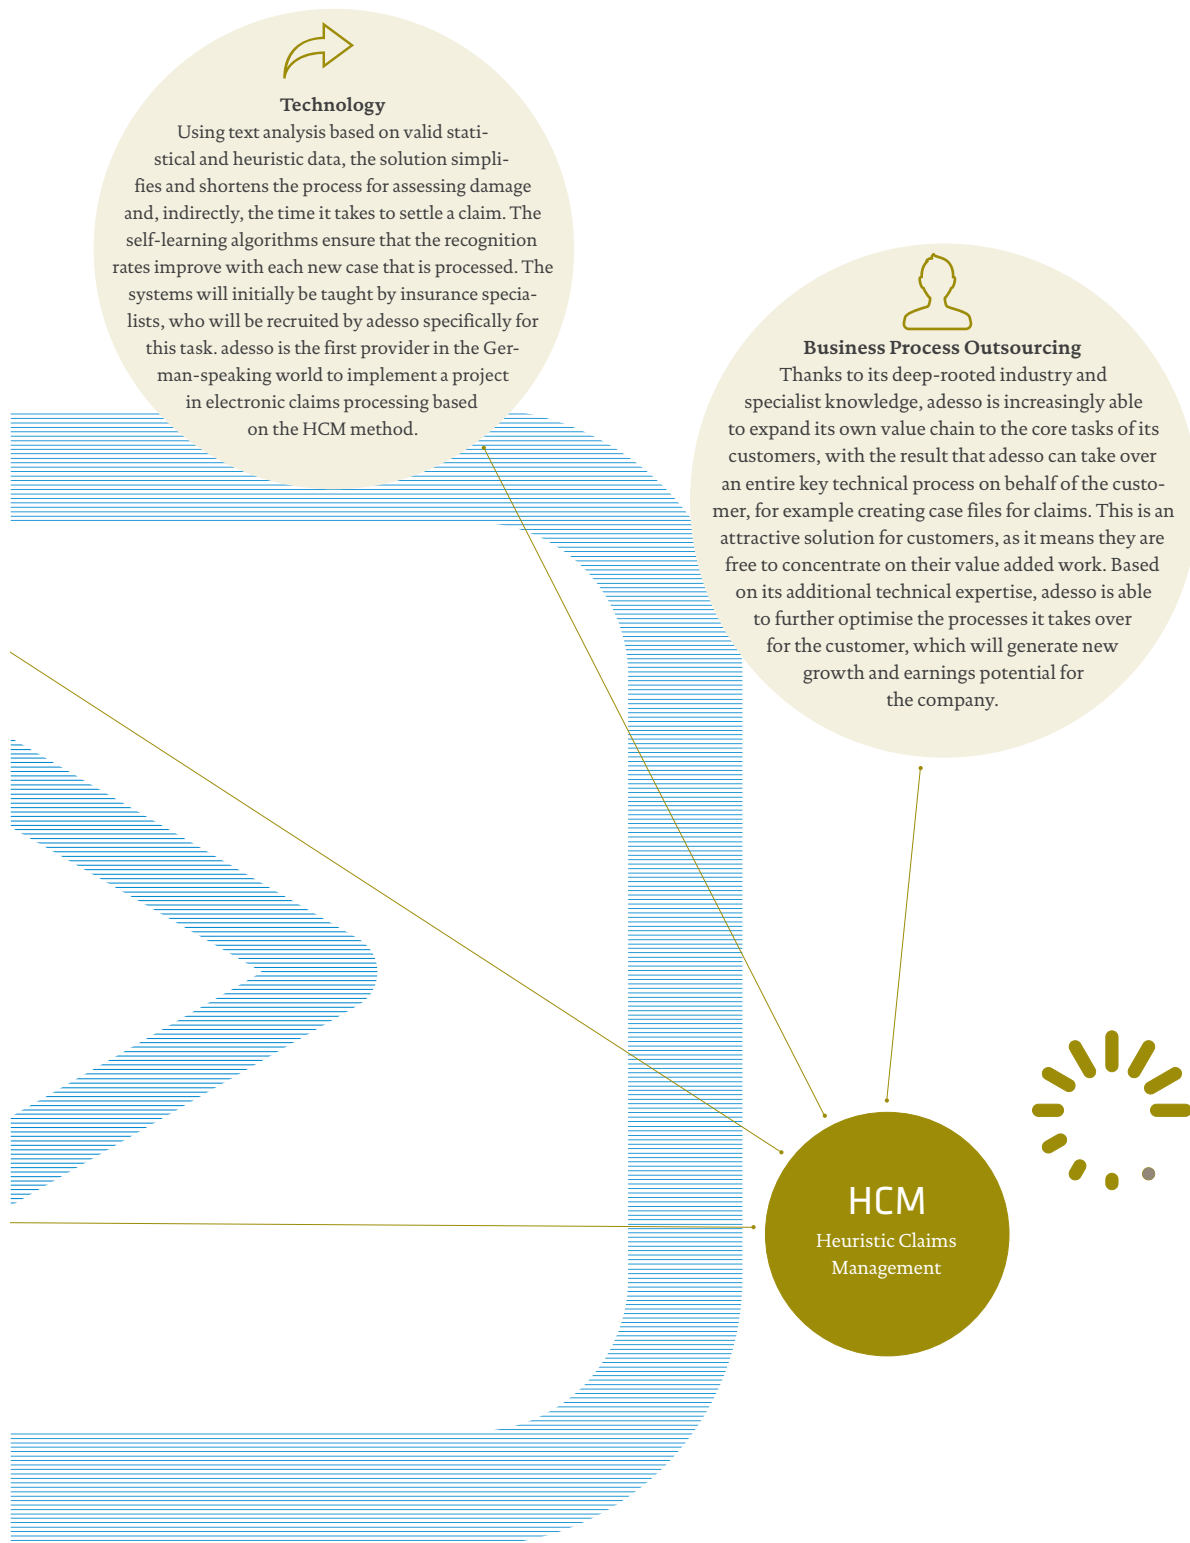 Technology
Using text analysis based on valid stati-
stical and heuristic data, the solution simpli-
fies and shortens the process for assessing damage
and, indirectly, the time it takes to settle a claim. The
self-learning algorithms ensure that the recognition
rates improve with each new case that is processed. The
systems will initially be taught by insurance specia-
lists, who will be recruited by adesso specifically for
this task. adesso is the first provider in the Ger-
man-speaking world to implement a project
in electronic claims processing based
on the HCM method.
Business Process Outsourcing
Thanks to its deep-rooted industry and
specialist knowledge, adesso is increasingly able
to expand its own value chain to the core tasks of its
customers, with the result that adesso can take over
an entire key technical process on behalf of the custo-
mer, for example creating case files for claims. This is an
attractive solution for customers, as it means they are
free to concentrate on their value added work. Based
on its additional technical expertise, adesso is able
to further optimise the processes it takes over
for the customer, which will generate new
growth and earnings potential for
the company.
HCM
Heuristic Claims
Management